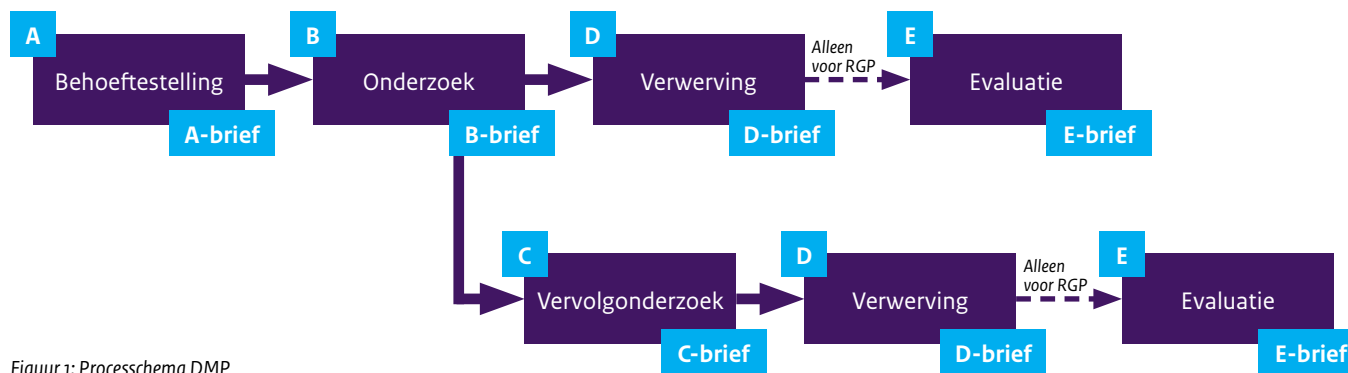 A
Behoeftestelling
A-brief
B
Onderzoek
B-brief
D
Verwerving
D-brief
Alleen
voor RGP
E
Evaluatie
E-brief
C
Vervolgonderzoek
C-brief
D
Verwerving
D-brief
Alleen
voor RGP
E
Evaluatie
E-brief
Figuur 1: Processchema DMP